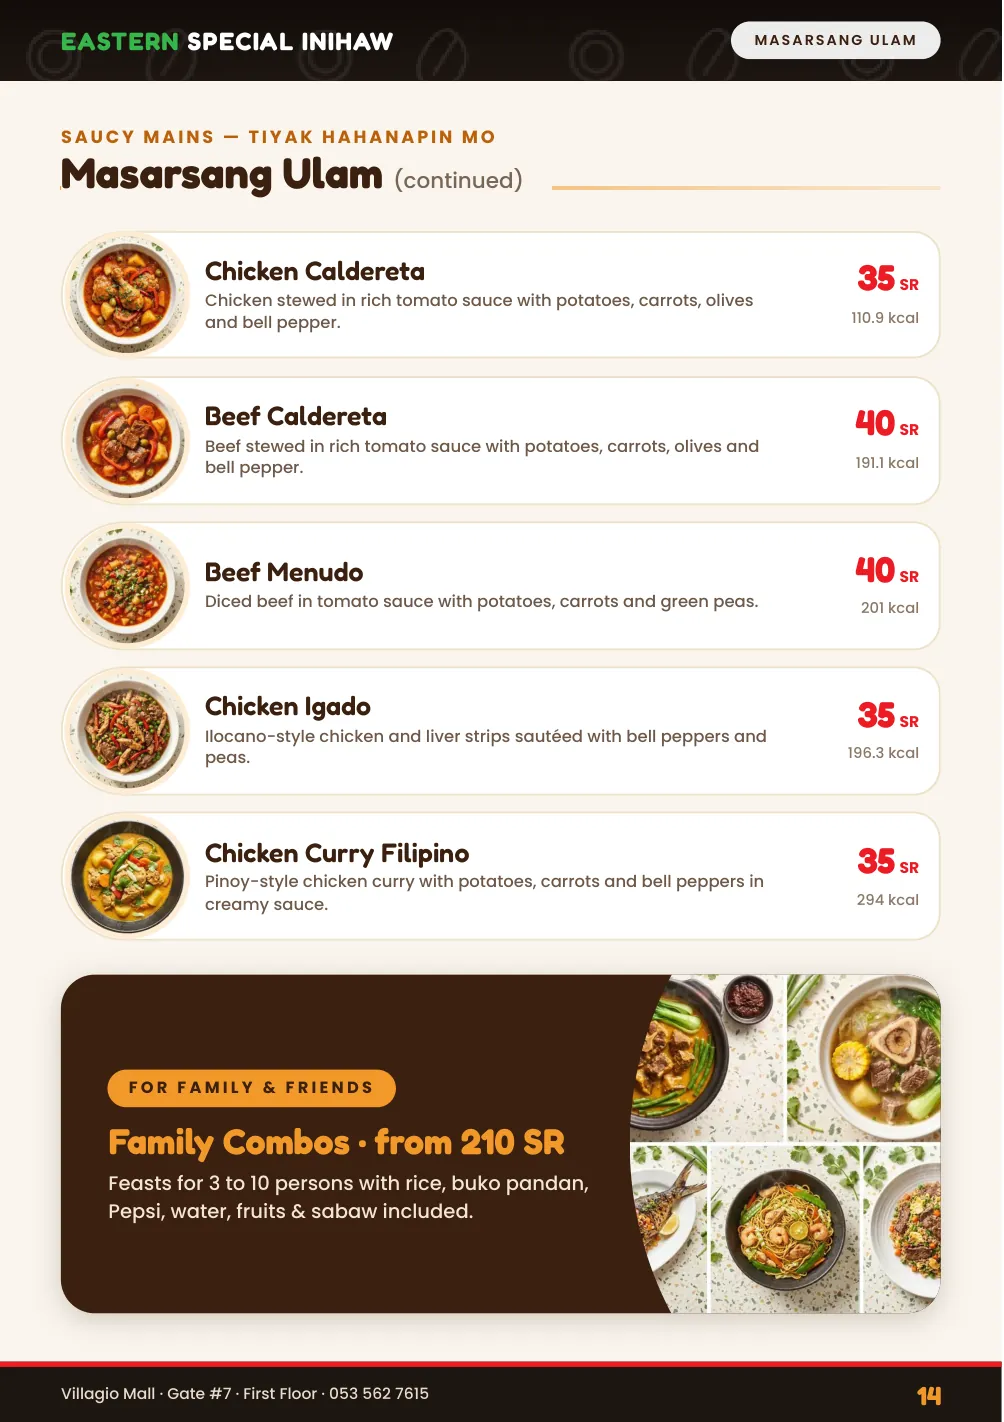 EASTERN SPECIAL INIHAW
MASARSANG ULAM
SAUCY MAINS — TIYAK HAHANAPIN MO
Masarsang Ulam (continued)
Chicken Caldereta
Chicken stewed in rich tomato sauce with potatoes, carrots, olives
and bell pepper.
35 SR
110.9 kcal
Beef Caldereta
Beef stewed in rich tomato sauce with potatoes, carrots, olives and
bell pepper.
40 SR
191.1 kcal
Beef Menudo
Diced beef in tomato sauce with potatoes, carrots and green peas.
40 SR
201 kcal
Chicken Igado
Ilocano-style chicken and liver strips sautéed with bell peppers and
peas.
35 SR
196.3 kcal
Chicken Curry Filipino
Pinoy-style chicken curry with potatoes, carrots and bell peppers in
creamy sauce.
35 SR
294 kcal
FOR FAMILY & FRIENDS
Family Combos · from 210 SR
Feasts for 3 to 10 persons with rice, buko pandan,
Pepsi, water, fruits & sabaw included.
Villagio Mall · Gate #7 · First Floor · 053 562 7615
14